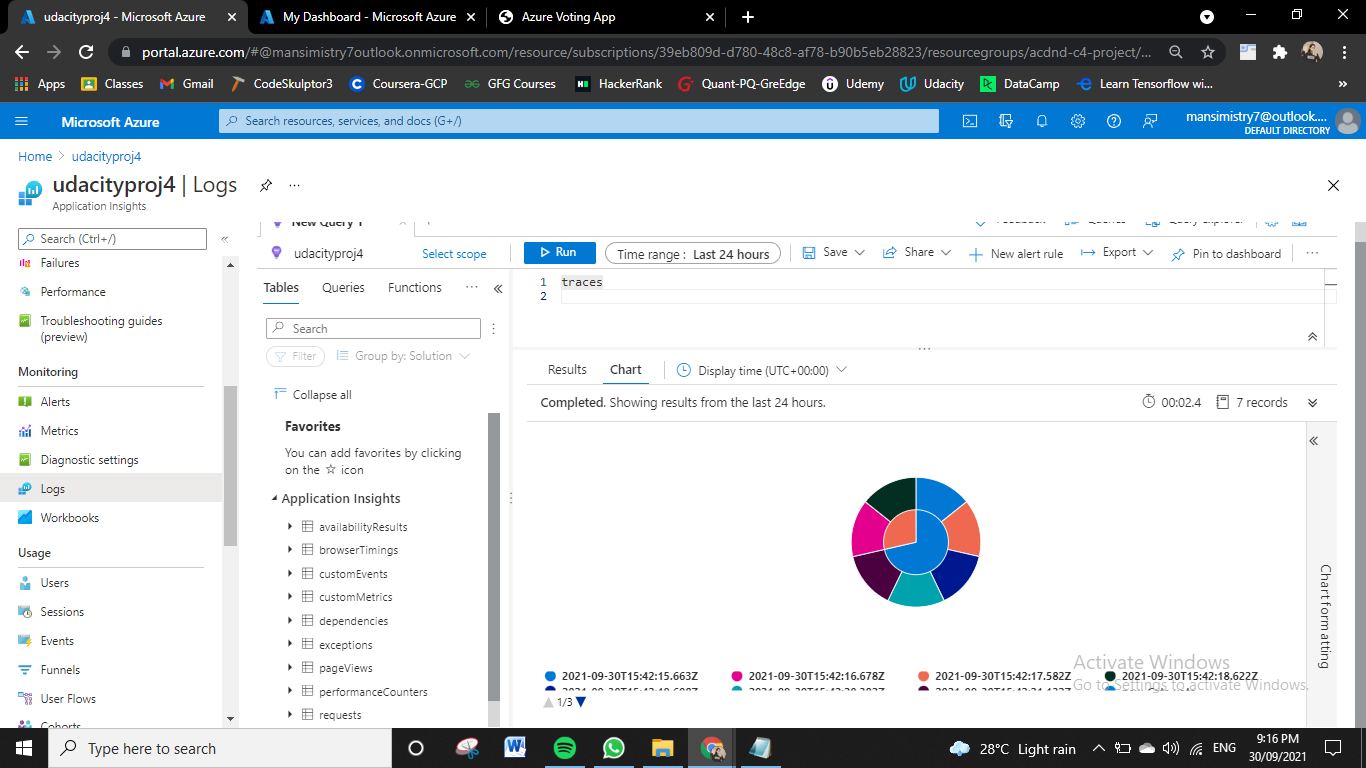 udacityproj4 - Microsoft Azure
My Dashboard - Microsoft Azure
Azure Voting App
portal.azure.com/#@mansimistry7outlook.onmicrosoft.com/resource/subscriptions/39eb809d-d780-48c8-af78-b90b5eb28823/resourcegroups/acdnd-c4-project/...
Apps Classes Gmail CodeSkulptor3 Coursera-GCP GFG Courses HackerRank Quant-PQ-GreEdge Udemy Udacity DataCamp Learn Tensorflow wi... »
Microsoft Azure
Search resources, services, and docs (G+/)
mansimistry7@outlook....
DEFAULT DIRECTORY
Home > udacityproj4
udacityproj4 | Logs
Application Insights
Search (Ctrl+/)
Failures
Performance
Troubleshooting guides
(preview)
Monitoring
Alerts
Metrics
Diagnostic settings
Logs
Workbooks
Usage
Users
Sessions
Events
Funnels
User Flows
Cohorts
New Query 1
Feedback Queries Query explorer
udacityproj4
Select scope
Run
Time range : Last 24 hours
Save
Share
New alert rule
Export
Pin to dashboard
Tables Queries Functions
Search
Filter
Group by: Solution
Collapse all
Favorites
You can add favorites by clicking
on the ☆ icon
Application Insights
availabilityResults
browserTimings
customEvents
customMetrics
dependencies
exceptions
pageViews
performanceCounters
requests
1 traces
2
Results Chart Display time (UTC+00:00)
Completed. Showing results from the last 24 hours.
00:02.4 7 records
Chart formatting
2021-09-30T15:42:15.663Z 2021-09-30T15:42:16.678Z 2021-09-30T15:42:17.582Z 2021-09-30T15:42:18.622Z
1/3
Activate Windows
Go to Settings to activate Windows.
Type here to search
28°C Light rain
ENG
9:16 PM
30/09/2021